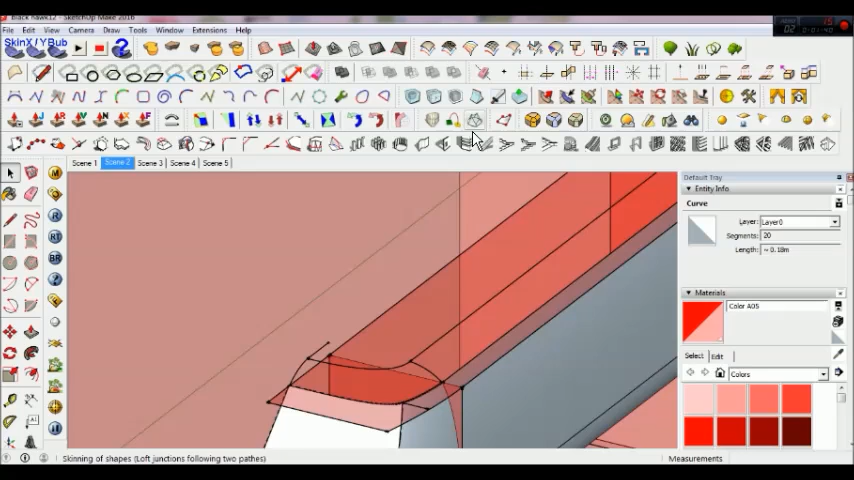 Black hawk12 - SketchUp Make 2016
File Edit View Camera Draw Tools Window Extensions Help
SkinX/YBub
Scene 1 Scene 2 Scene 3 Scene 4 Scene 5
Default Tray
Entity Info
Curve
Layer: Layer0
Segments: 20
Length: ~ 0.18m
Materials
Color A05
Select Edit
Colors
Skinning of shapes (Loft junctions following two pathes)
Measurements